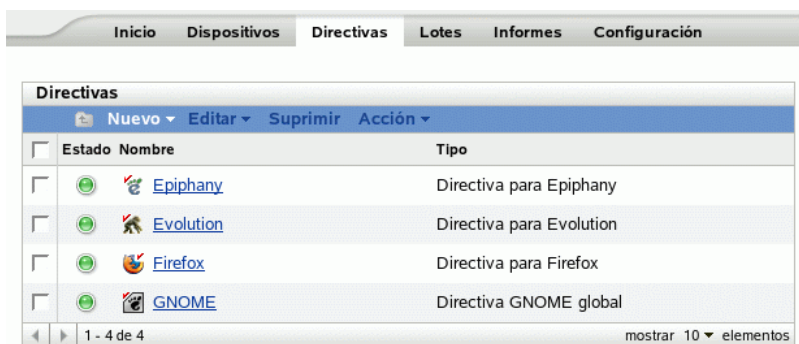 Inicio Dispositivos Directivas Lotes Informes Configuración
Directivas
Nuevo Editar Suprimir Acción
Estado Nombre Tipo
Epiphany Directiva para Epiphany
Evolution Directiva para Evolution
Firefox Directiva para Firefox
GNOME Directiva GNOME global
1 - 4 de 4 mostrar 10 elementos